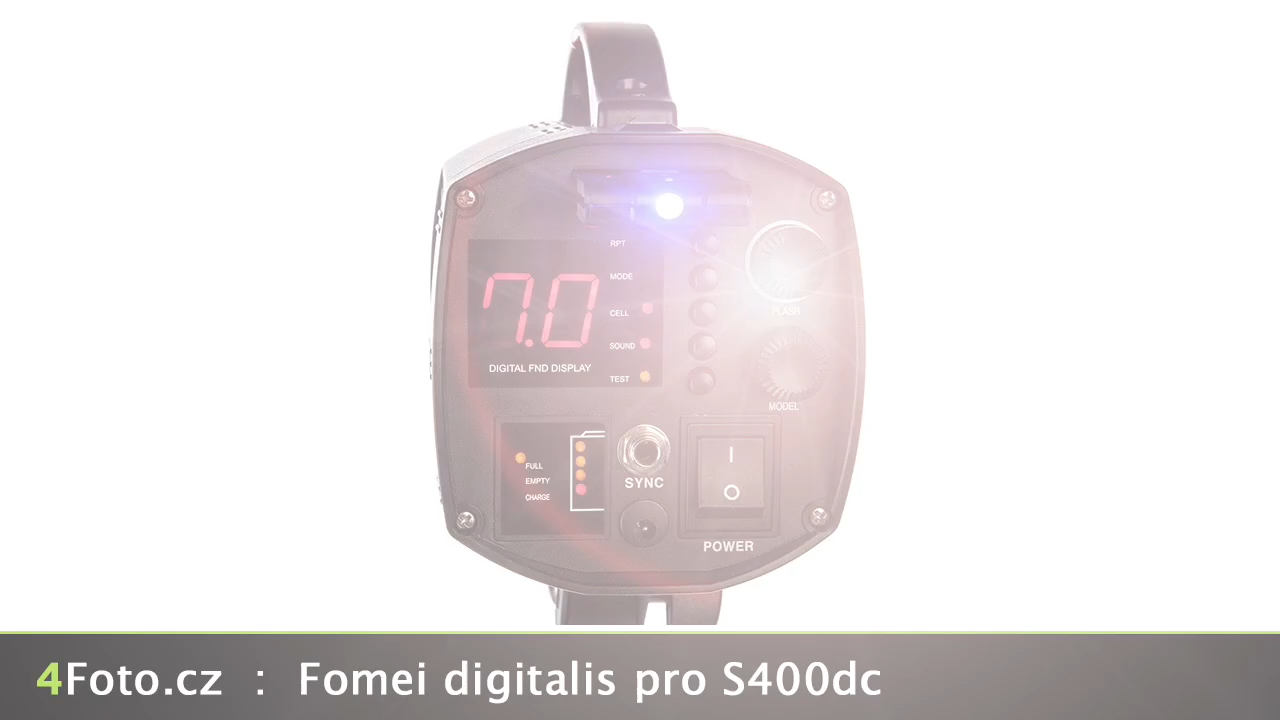 RPT
MODE
CELL
SOUND
TEST
7.0
DIGITAL FND DISPLAY
FLASH
MODEL
FULL
EMPTY
CHARGE
SYNC
I
O
POWER
4Foto.cz : Fomei digitalis pro S400dc